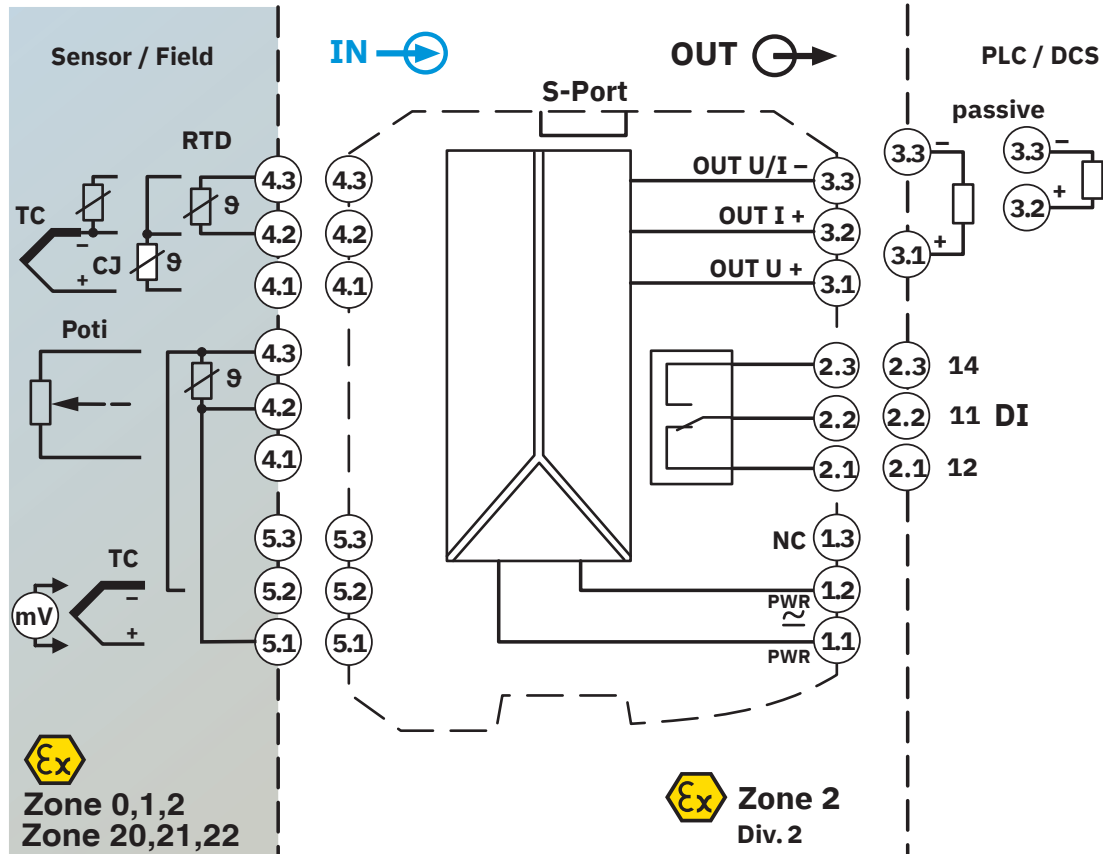 Sensor / Field
IN
OUT
PLC / DCS
S-Port
passive
RTD
TC
CJ
ϑ
ϑ
−
+
4.3
4.2
4.1
4.3
4.2
4.1
OUT U/I −
OUT I +
OUT U +
3.3
3.2
3.1
3.3
−
3.1
+
3.3
−
3.2
+
Poti
4.3
4.2
4.1
ϑ
2.3
2.2
2.1
2.3
14
2.2
11
DI
2.1
12
TC
mV
−
+
5.3
5.2
5.1
5.3
5.2
5.1
NC
1.3
PWR
1.2
PWR
1.1
Ex
Zone 0,1,2
Zone 20,21,22
Ex
Zone 2
Div. 2